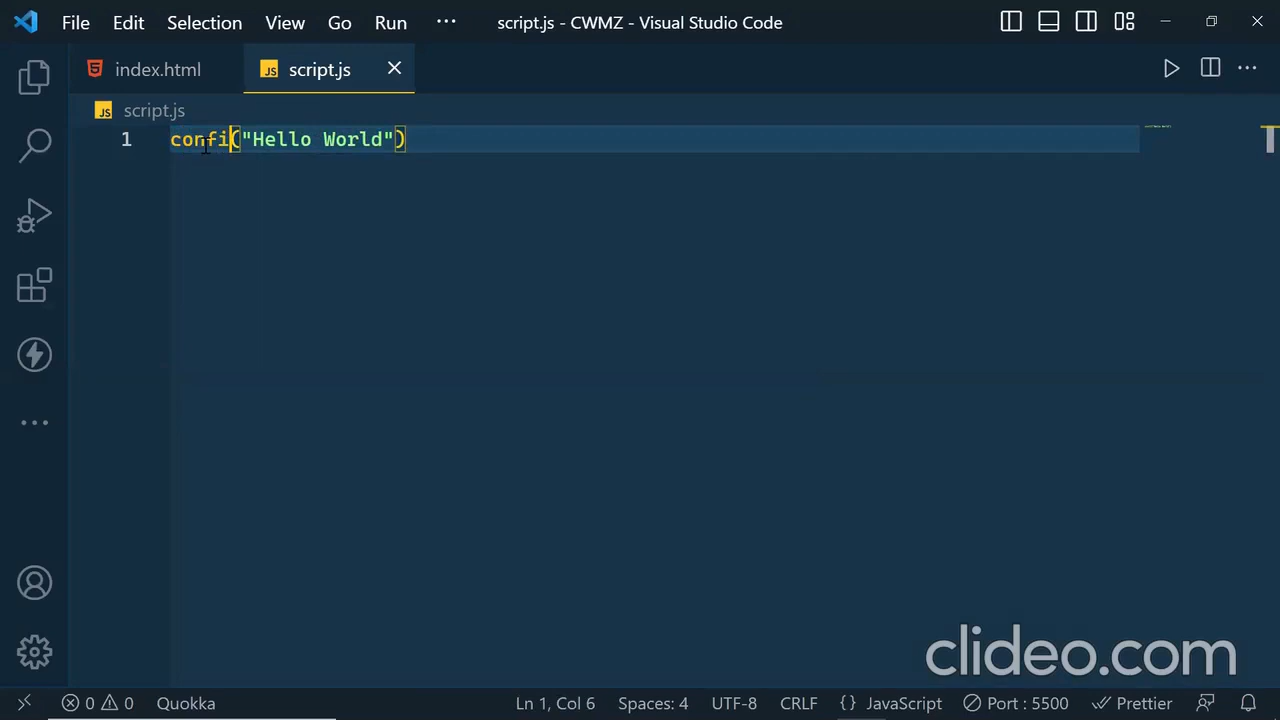 File Edit Selection View Go Run ··· script.js - CWMZ - Visual Studio Code
index.html JS script.js
JS script.js
1 confi("Hello World")
clideo.com
0 0 Quokka Ln 1, Col 6 Spaces: 4 UTF-8 CRLF {} JavaScript Port : 5500 Prettier